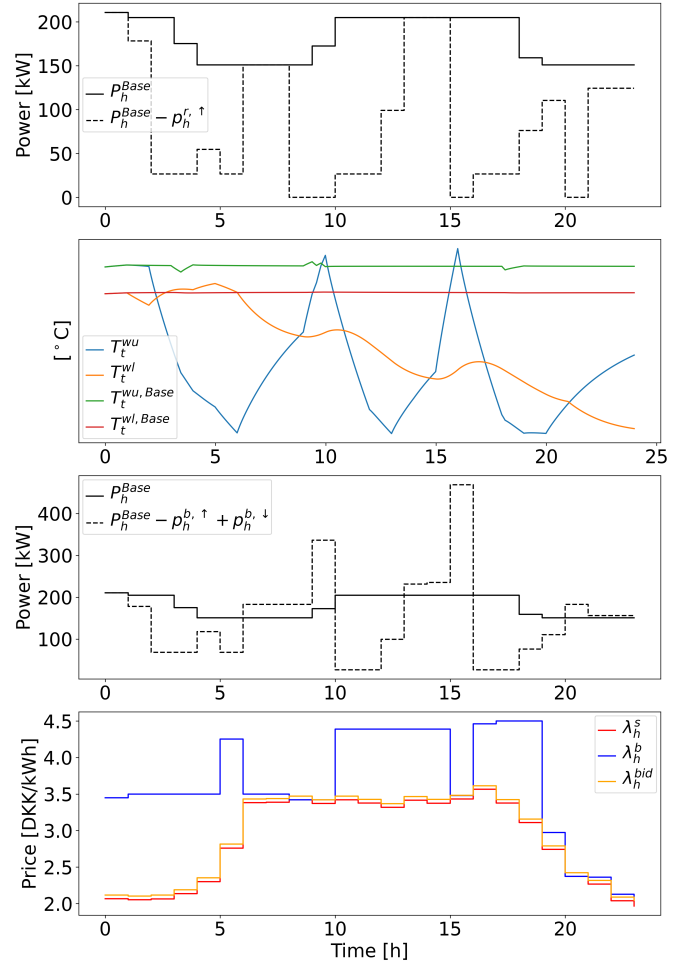 200
150
100
50
0
Power [kW]
P_h^{Base}
P_h^{Base} − p_h^{r,↑}
0 5 10 15 20
[°C]
T_t^{wu}
T_t^{wl}
T_t^{wu,Base}
T_t^{wl,Base}
0 5 10 15 20 25
400
300
200
100
Power [kW]
P_h^{Base}
P_h^{Base} − p_h^{b,↑} + p_h^{b,↓}
0 5 10 15 20
4.5
4.0
3.5
3.0
2.5
2.0
Price [DKK/kWh]
λ_h^s
λ_h^b
λ_h^{bid}
0 5 10 15 20
Time [h]